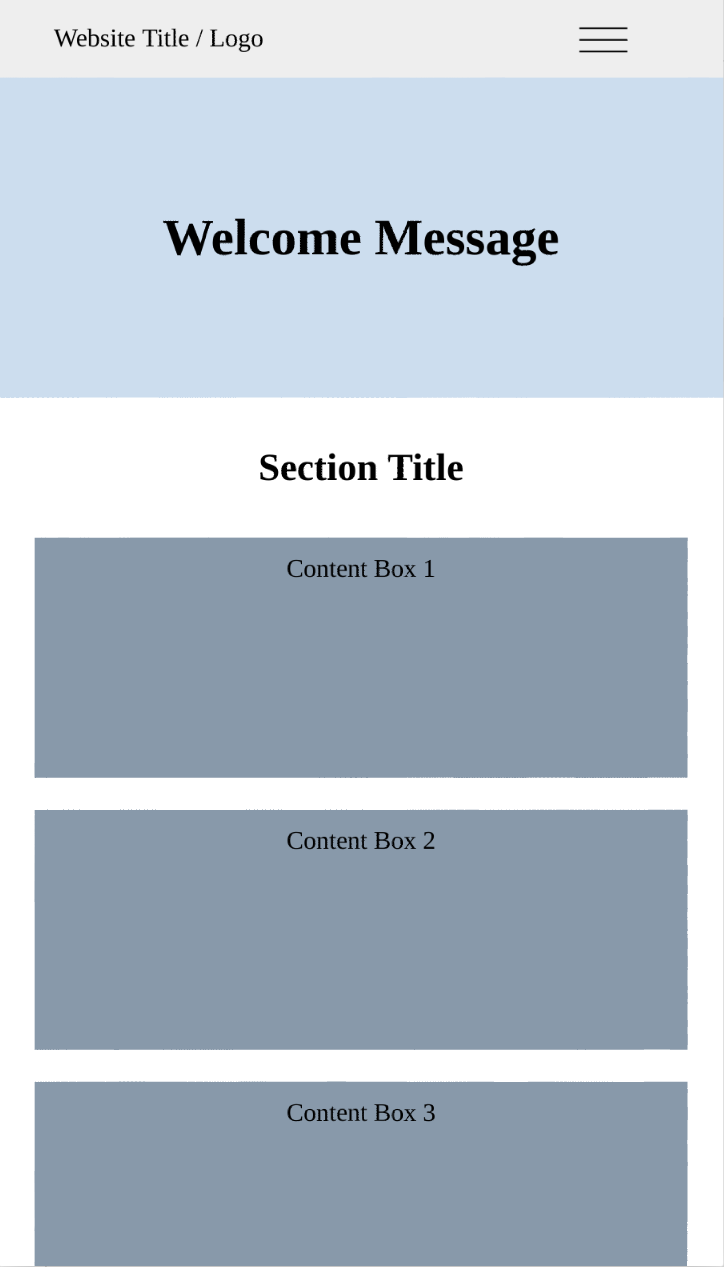 Website Title / Logo
Welcome Message
Section Title
Content Box 1
Content Box 2
Content Box 3